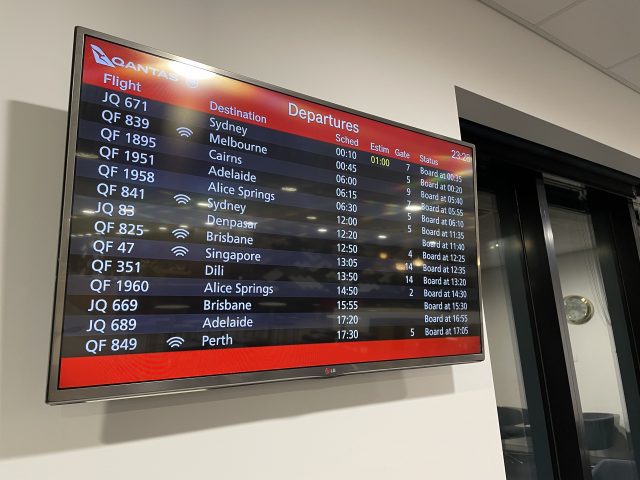 QANTAS
Departures 23:28
Flight Destination Sched Estim Gate Status
JQ 671 Sydney 00:10 01:00 7 Board at 00:35
QF 839 Melbourne 00:45 5 Board at 00:20
QF 1895 Cairns 06:00 9 Board at 05:40
QF 1951 Adelaide 06:15 7 Board at 05:55
QF 1958 Alice Springs 06:30 5 Board at 06:10
QF 841 Sydney 12:00 5 Board at 11:35
JQ 83 Denpasar 12:20 Board at 11:40
QF 825 Brisbane 12:50 4 Board at 12:25
QF 47 Singapore 13:05 14 Board at 12:35
QF 351 Dili 13:50 14 Board at 13:20
QF 1960 Alice Springs 14:50 2 Board at 14:30
JQ 669 Brisbane 15:55 Board at 15:30
JQ 689 Adelaide 17:20 Board at 16:55
QF 849 Perth 17:30 5 Board at 17:05
LG